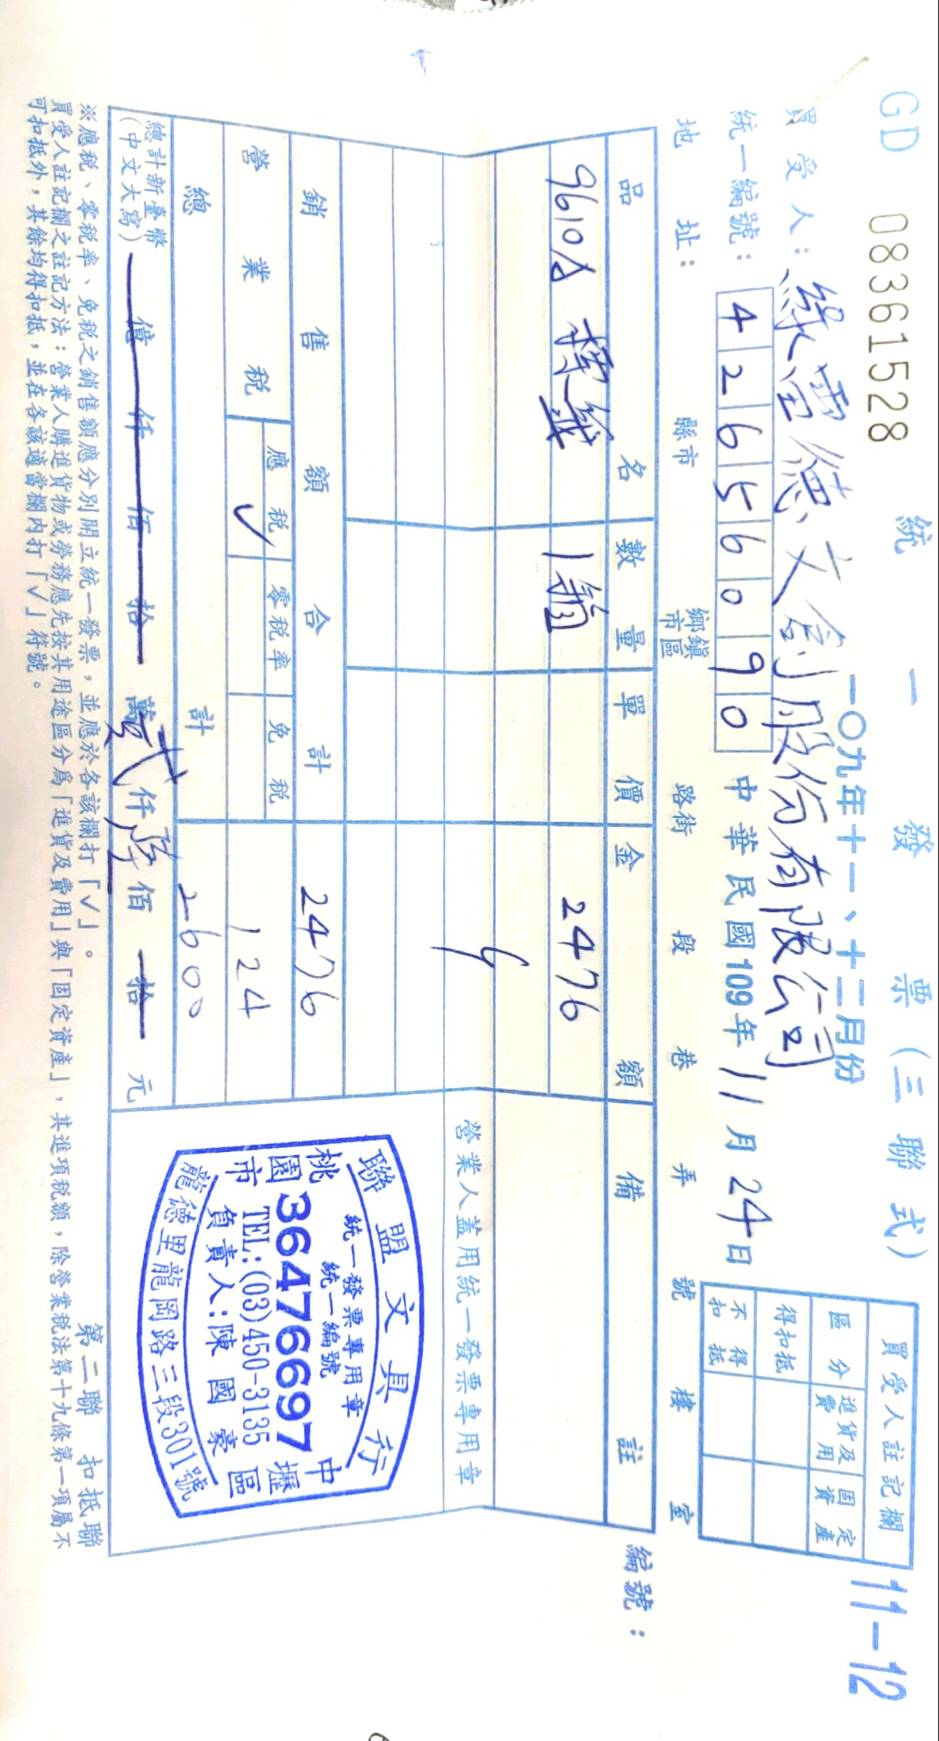 GD 08361528
統一發票(三聯式)
一〇九年十一、十二月份
11-12
買受人:綠雷德文創股份有限公司
統一編號:42656090
中華民國109年11月24日
地址: 縣市 鄉鎮市區 路街 段 巷 弄 號 樓 室
買受人註記欄
區分 進貨及費用 固定資產
得扣抵
不得扣抵
編號:
品名 數量 單價 金額 備註
9610A 1箱 2476
營業人蓋用統一發票專用章
銷售額合計 2476
營業稅 應稅 ✓ 零稅率 免稅 124
總計 2600
總計新臺幣(中文大寫) 億 仟 佰 拾 萬 貳仟陸佰 拾 元
聯盟文具行
統一發票專用章
統一編號
36476697
TEL:(03)450-3135
負責人:陳國豪
桃園市中壢區
龍德里龍岡路三段301號
※應稅、零稅率、免稅之銷售額應分別開立統一發票,並應於各該欄打「✓」。
買受人註記欄之註記方法:營業人購進貨物或勞務應先按其用途區分為「進貨及費用」與「固定資產」,其進項稅額,除營業稅法第十九條第一項屬不
可扣抵外,其餘均得扣抵,並在各該適當欄內打「✓」符號。
第二聯 扣抵聯